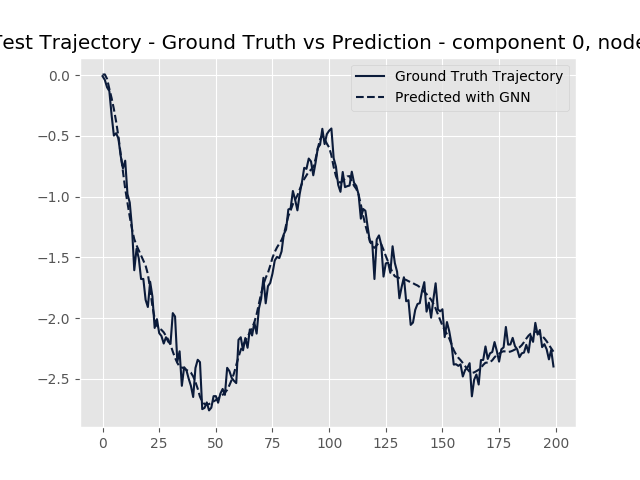 Test Trajectory - Ground Truth vs Prediction - component 0, node
Ground Truth Trajectory
Predicted with GNN
0.0
−0.5
−1.0
−1.5
−2.0
−2.5
0 25 50 75 100 125 150 175 200